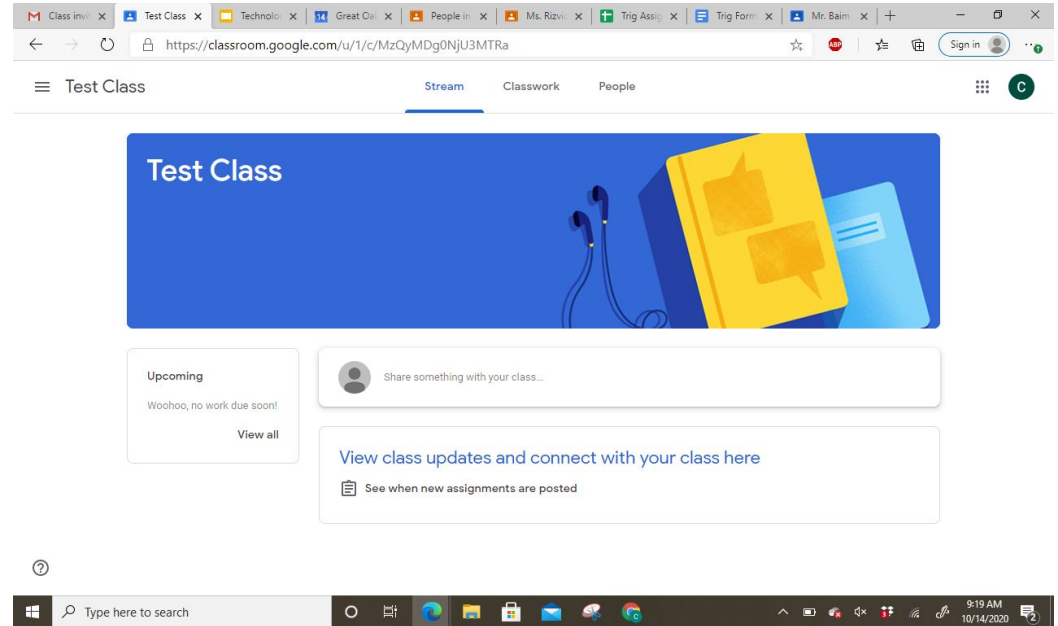 Class invi
Test Class
Technolo
14 Great Oa
People in
Ms. Rizvi
Trig Assig
Trig Form
Mr. Baim
https://classroom.google.com/u/1/c/MzQyMDg0NjU3MTRa
ABP
Sign in
Test Class
Stream
Classwork
People
C
Test Class
Upcoming
Woohoo, no work due soon!
View all
Share something with your class...
View class updates and connect with your class here
See when new assignments are posted
Type here to search
9:19 AM
10/14/2020
2